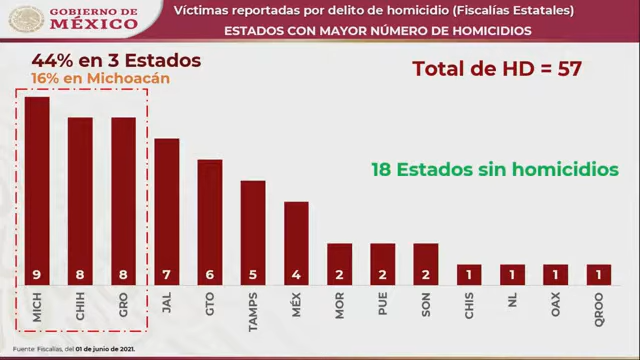 GOBIERNO DE
MÉXICO
Víctimas reportadas por delito de homicidio (Fiscalías Estatales)
ESTADOS CON MAYOR NÚMERO DE HOMICIDIOS
44% en 3 Estados
16% en Michoacán
Total de HD = 57
18 Estados sin homicidios
9 8 8 7 6 5 4 2 2 2 1 1 1 1
MICH CHIH GRO JAL GTO TAMPS MÉX MOR PUE SON CHIS NL OAX QROO
Fuente: Fiscalías, del 01 de junio de 2021.